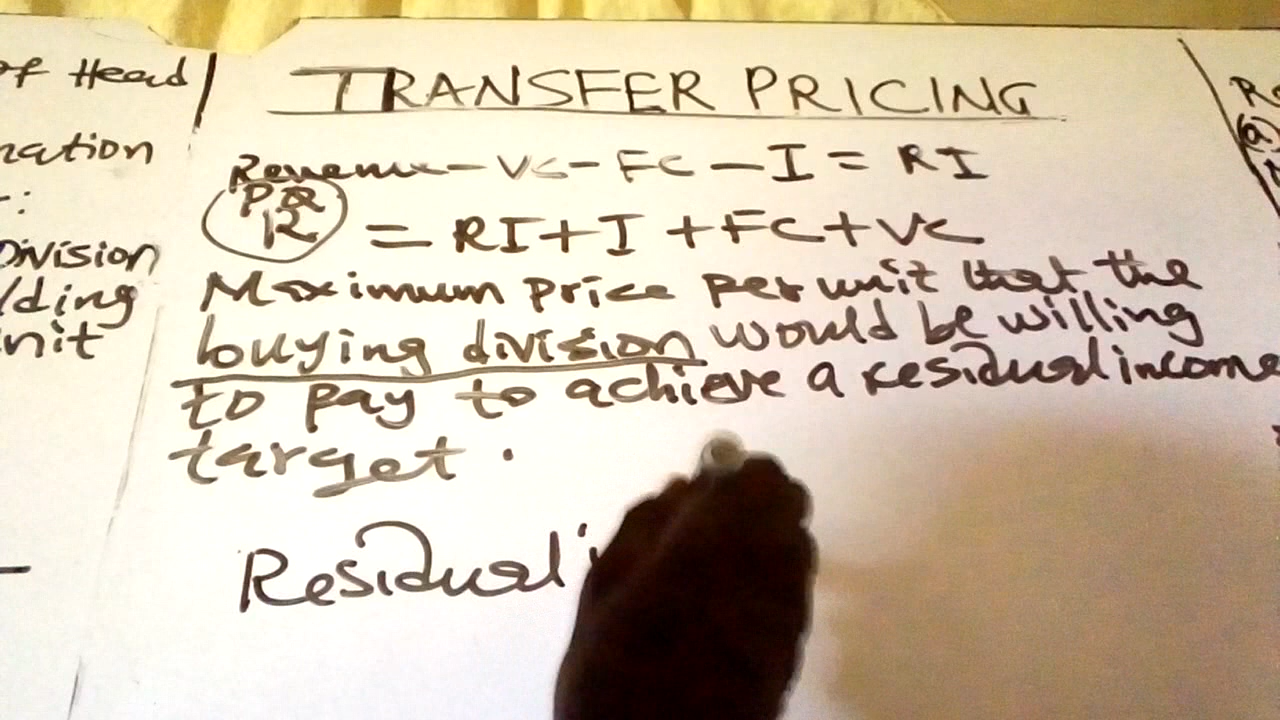 of Head
nation
Division
lding
nit
TRANSFER PRICING
Revenue - VC - FC - I = RI
PQ
R = RI + I + FC + VC
Maximum price per unit that the
buying division would be willing
to pay to achieve a residual income
target.
Residual i
(a)